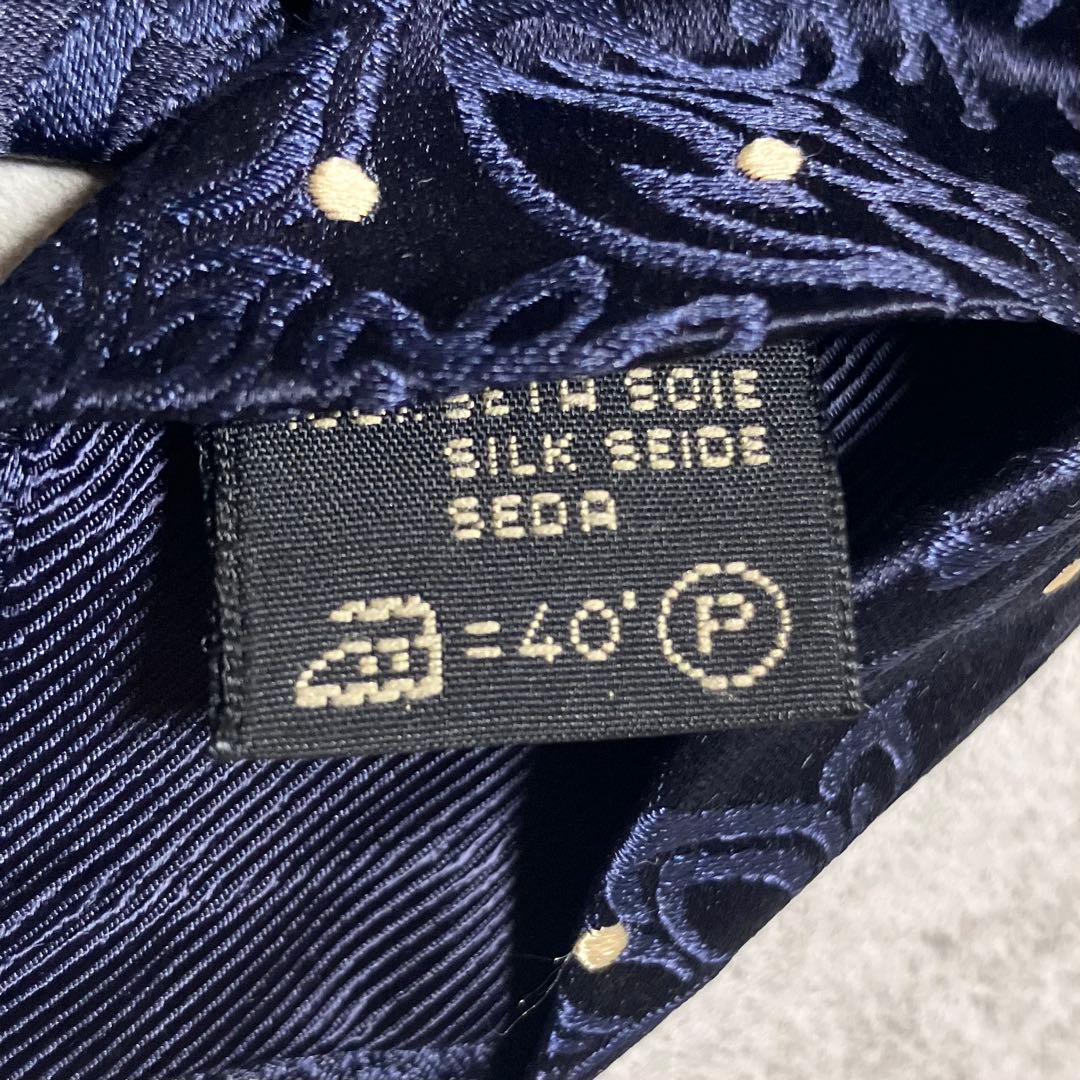 SOIE
SILK SEIDE
SEDA
=40° P